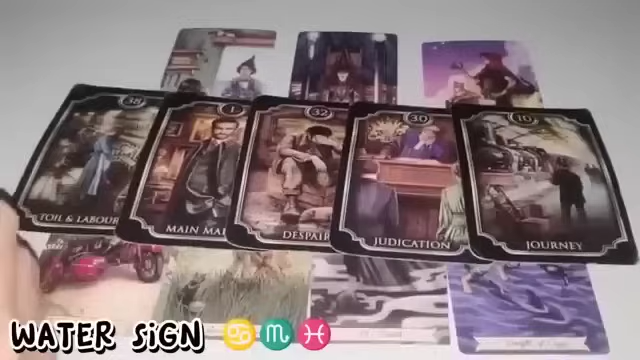 38
1
32
30
10
TOIL & LABOUR
MAIN MA
DESPAIR
JUDICATION
JOURNEY
WATER SiGN ♋♏♓